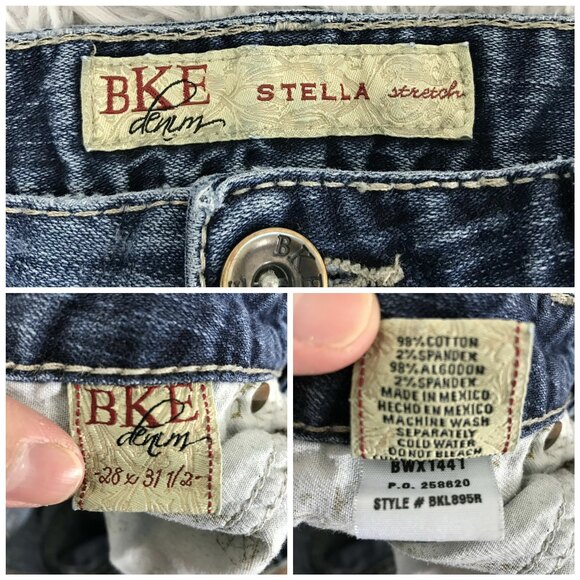 BKE STELLA stretch
denim
BK
BKE
denim
-28 x 31 1/2-
98% COTTON
2% SPANDEX
98% ALGODON
2% SPANDEX
MADE IN MEXICO
HECHO EN MEXICO
MACHINE WASH
SEPARATELY
COLD WATER
DO NOT BLEACH
BWX1441
P.O. 258620
STYLE # BKL895R